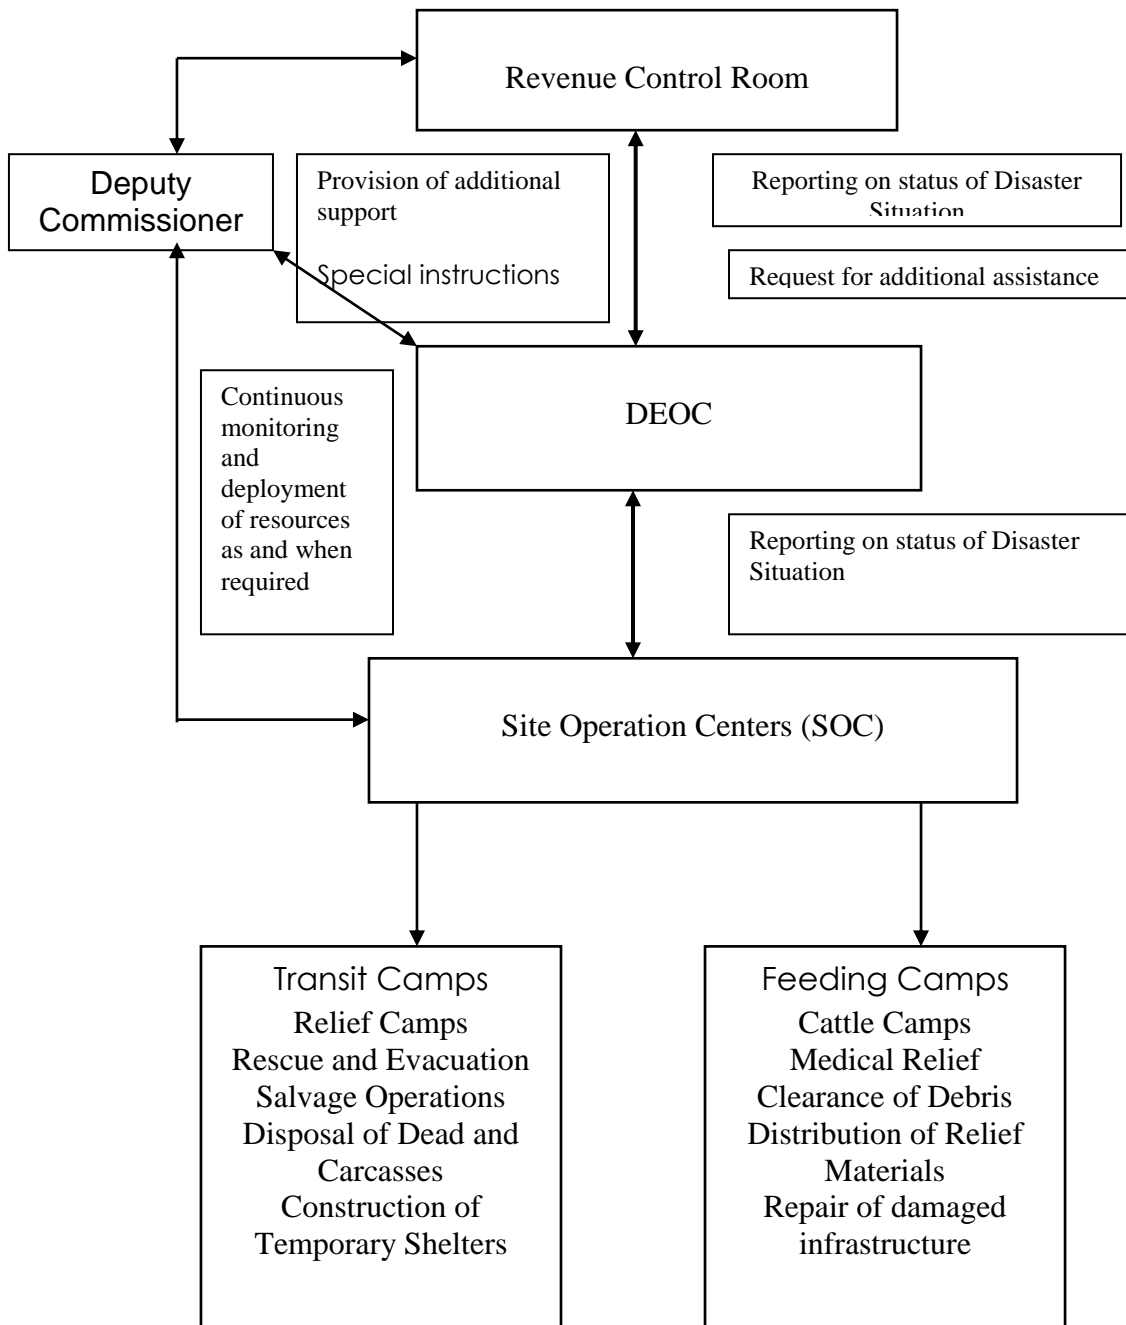 Revenue Control Room
Deputy
Commissioner
Provision of additional
support
Special instructions
Reporting on status of Disaster
Situation
Request for additional assistance
DEOC
Continuous
monitoring
and
deployment
of resources
as and when
required
Reporting on status of Disaster
Situation
Site Operation Centers (SOC)
Transit Camps
Relief Camps
Rescue and Evacuation
Salvage Operations
Disposal of Dead and
Carcasses
Construction of
Temporary Shelters
Feeding Camps
Cattle Camps
Medical Relief
Clearance of Debris
Distribution of Relief
Materials
Repair of damaged
infrastructure